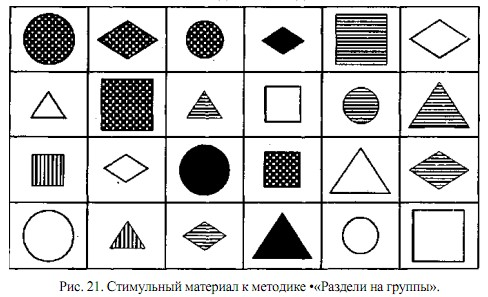 Рис. 21. Стимульный материал к методике •«Раздели на группы».